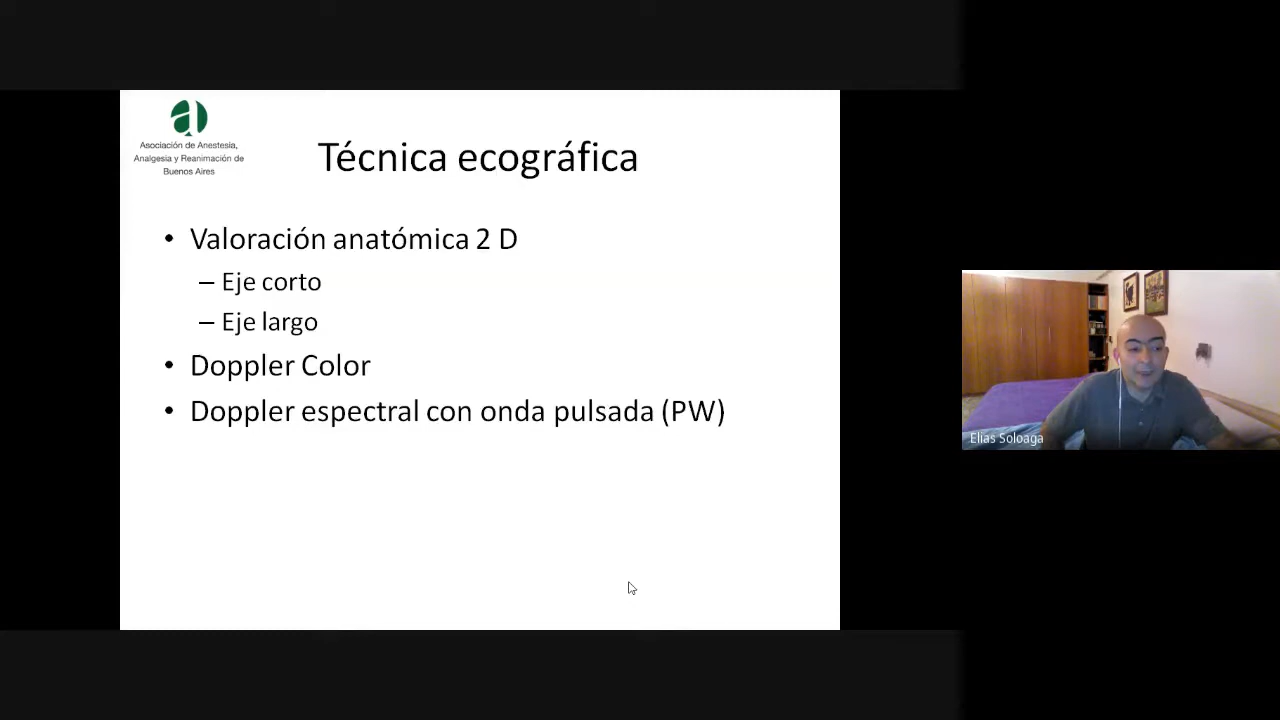 Asociación de Anestesia,
Analgesia y Reanimación de
Buenos Aires
Técnica ecográfica
• Valoración anatómica 2 D
– Eje corto
– Eje largo
• Doppler Color
• Doppler espectral con onda pulsada (PW)
Elías Soloaga